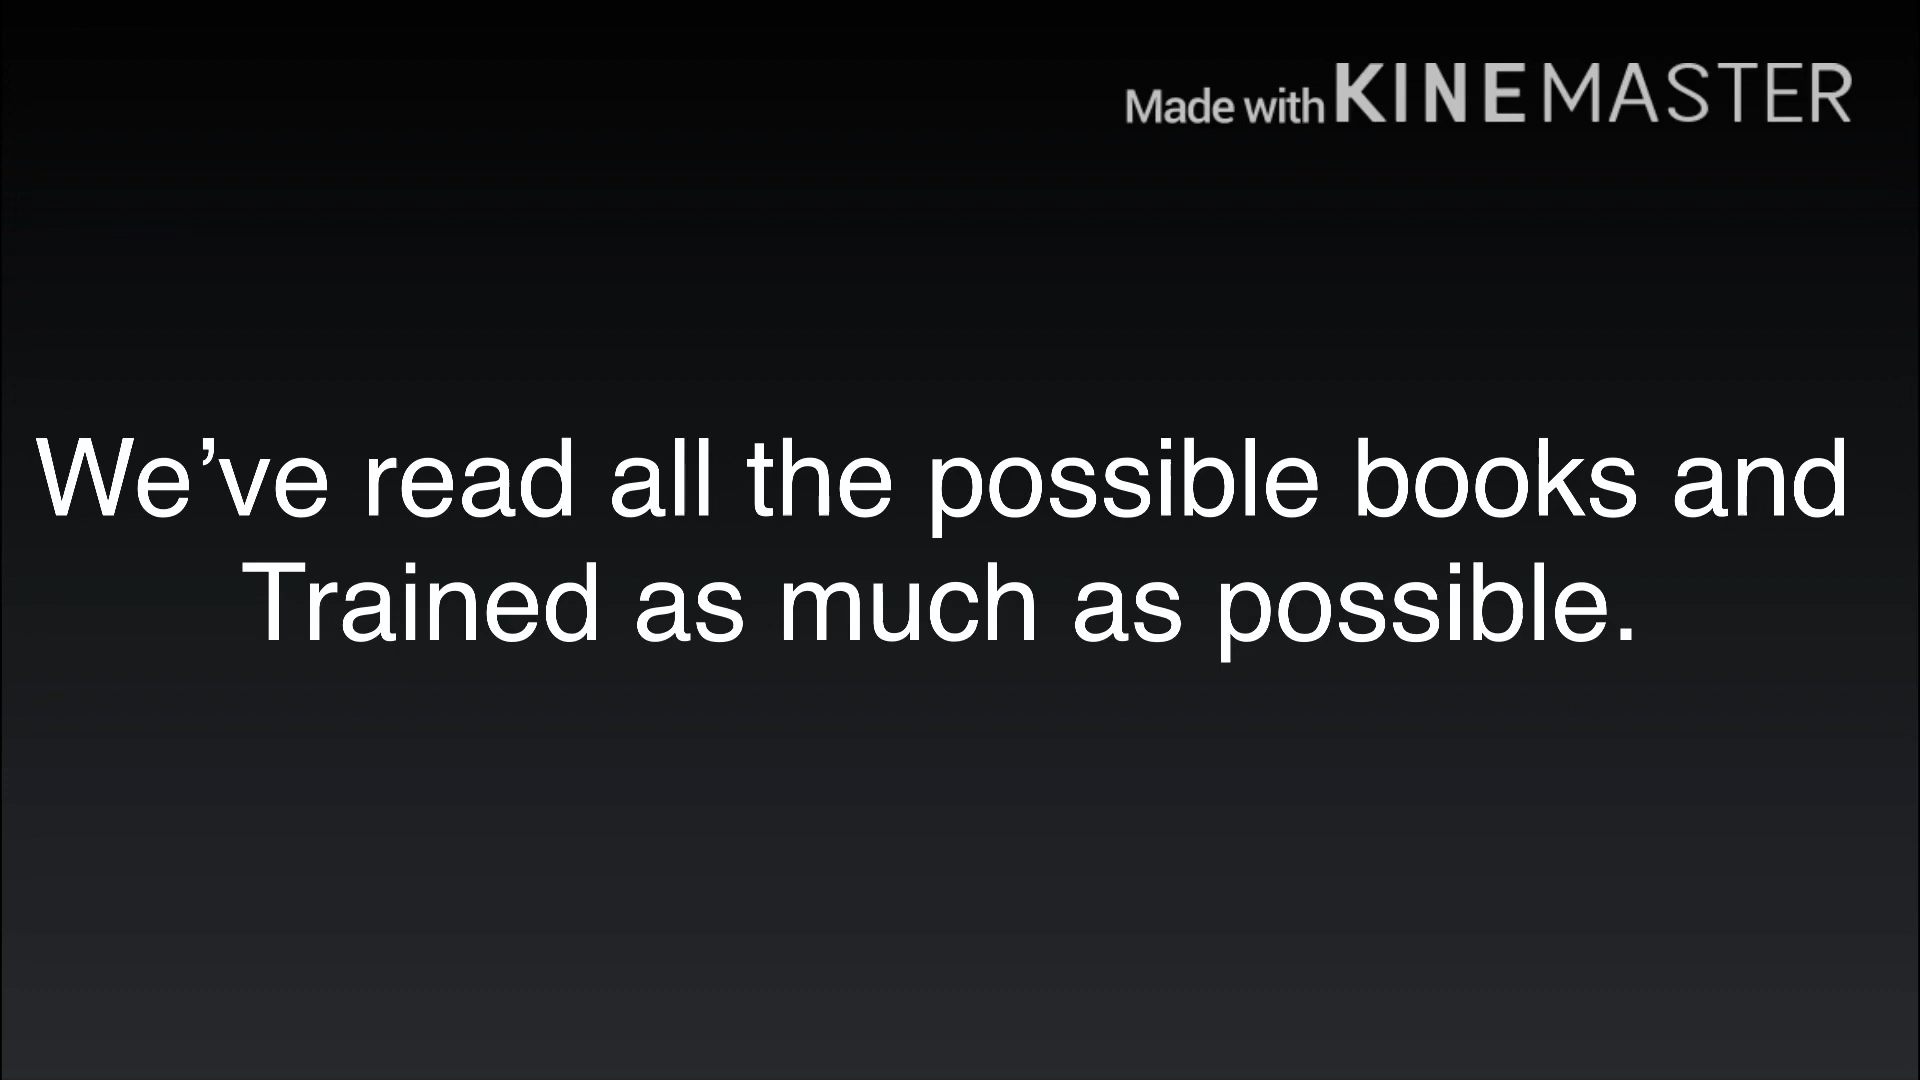 Made with KINEMASTER
We’ve read all the possible books and
Trained as much as possible.